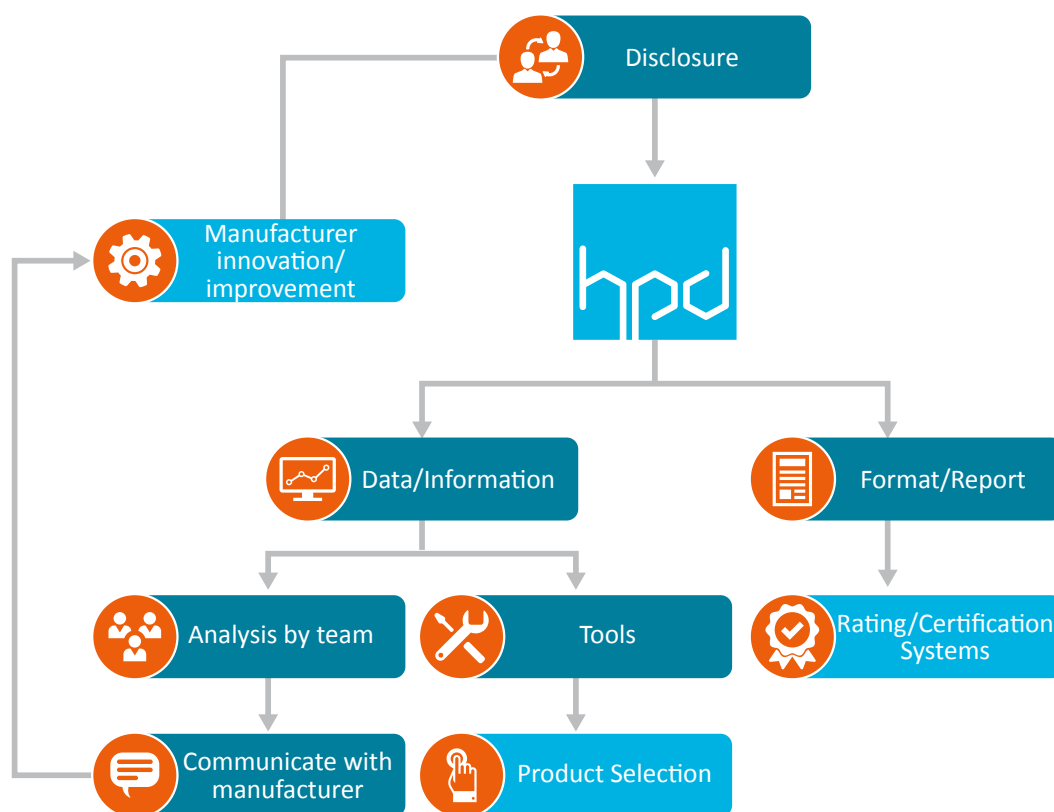 Disclosure
Manufacturer
innovation/
improvement
hpd
Data/Information
Format/Report
Analysis by team
Tools
Rating/Certification
Systems
Communicate with
manufacturer
Product Selection